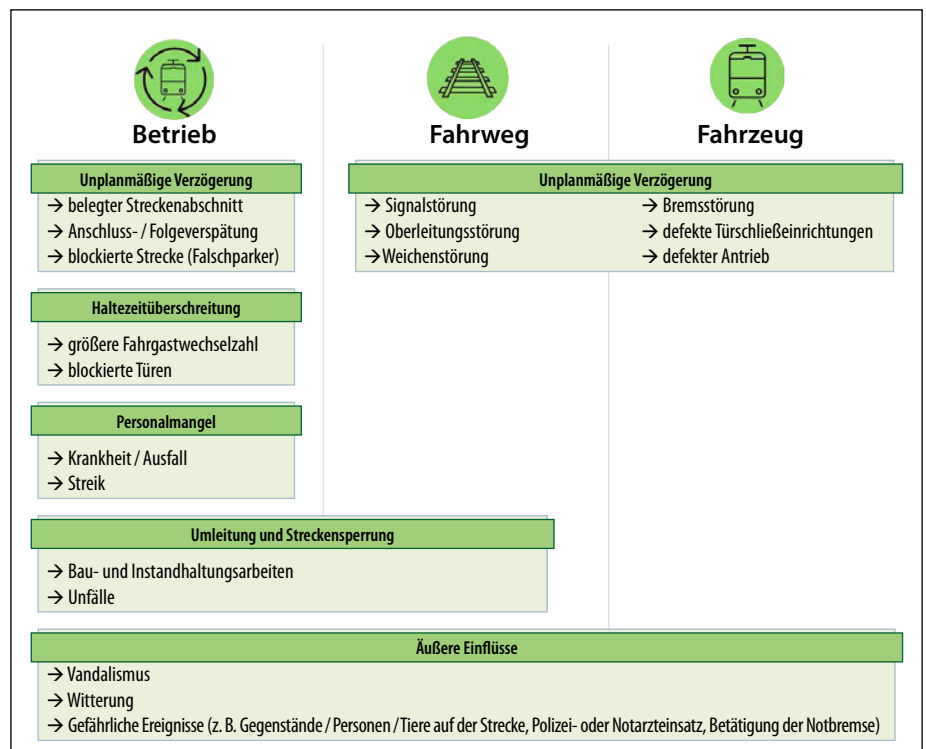 Betrieb
Fahrweg
Fahrzeug
Unplanmäßige Verzögerung
→ belegter Streckenabschnitt
→ Anschluss- / Folgeverspätung
→ blockierte Strecke (Falschparker)
Unplanmäßige Verzögerung
→ Signalstörung
→ Oberleitungsstörung
→Weichenstörung
→ Bremsstörung
→ defekte Türschließeinrichtungen
→ defekter Antrieb
Haltezeitüberschreitung
→ größere Fahrgastwechselzahl
→ blockierte Türen
Personalmangel
→ Krankheit / Ausfall
→ Streik
Umleitung und Streckensperrung
→ Bau- und Instandhaltungsarbeiten
→ Unfälle
Äußere Einflüsse
→ Vandalismus
→ Witterung
→ Gefährliche Ereignisse (z. B. Gegenstände / Personen / Tiere auf der Strecke, Polizei- oder Notarzteinsatz, Betätigung der Notbremse)